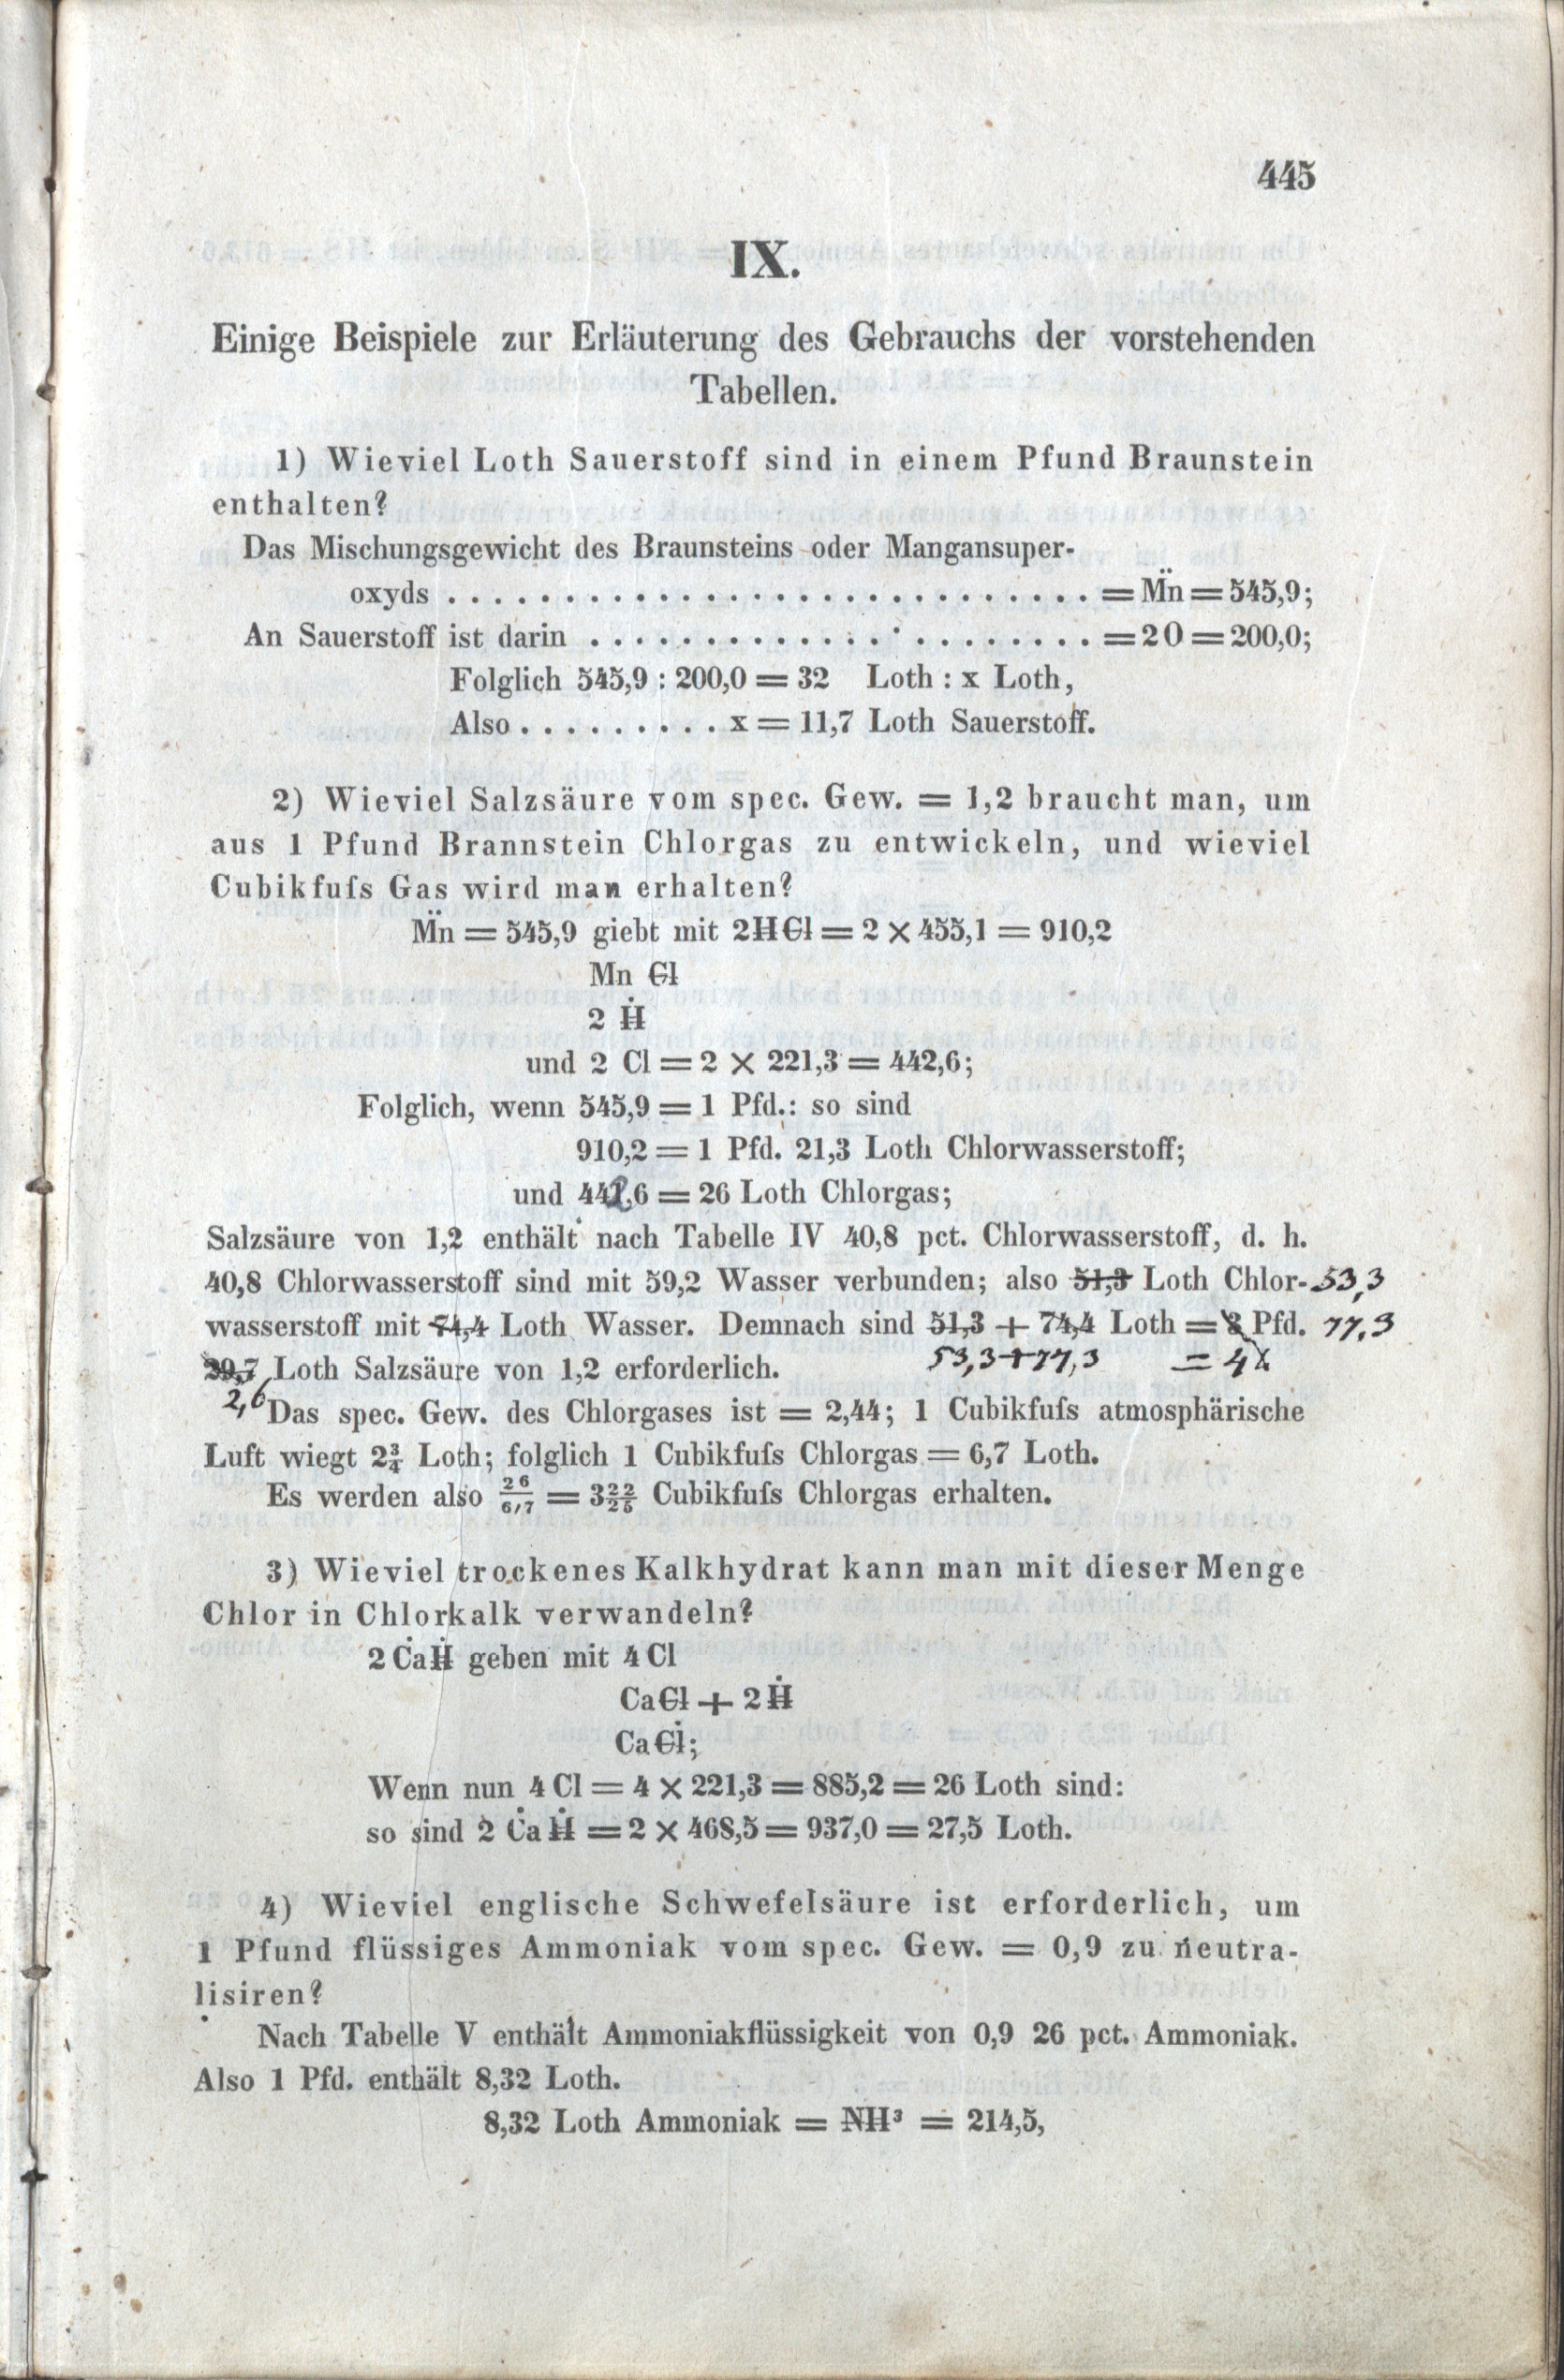 445
IX.
Einige Beispiele zur Erläuterung des Gebrauchs der vorstehenden
Tabellen.
1) Wieviel Loth Sauerstoff sind in einem Pfund Braunstein
enthalten?
Das Mischungsgewicht des Braunsteins oder Mangansuper-
oxyds . . . . . . . . . . . . . . . . . . . . . . . . . . . . = M̈n = 545,9;
An Sauerstoff ist darin . . . . . . . . . . . . . . . . . . . . . = 2 O = 200,0;
Folglich 545,9 : 200,0 = 32 Loth : x Loth,
Also . . . . . . . . . x = 11,7 Loth Sauerstoff.
2) Wieviel Salzsäure vom spec. Gew. = 1,2 braucht man, um
aus 1 Pfund Brannstein Chlorgas zu entwickeln, und wieviel
Cubikfuſs Gas wird man erhalten?
M̈n = 545,9 giebt mit 2 H̶ C̶l = 2 × 455,1 = 910,2
Mn C̶l
2 Ḣ̶
und 2 Cl = 2 × 221,3 = 442,6;
Folglich, wenn 545,9 = 1 Pfd.: so sind
910,2 = 1 Pfd. 21,3 Loth Chlorwasserstoff;
und 442,6 = 26 Loth Chlorgas;
Salzsäure von 1,2 enthält nach Tabelle IV 40,8 pct. Chlorwasserstoff, d. h.
40,8 Chlorwasserstoff sind mit 59,2 Wasser verbunden; also 51,3 Loth Chlor- 53,3
wasserstoff mit 74,4 Loth Wasser. Demnach sind 51,3 + 74,4 Loth = 3 Pfd. 77,3
29,7 Loth Salzsäure von 1,2 erforderlich. 53,3 + 77,3 = 4
2,6 Das spec. Gew. des Chlorgases ist = 2,44; 1 Cubikfuſs atmosphärische
Luft wiegt 2¾ Loth; folglich 1 Cubikfuſs Chlorgas = 6,7 Loth.
Es werden also 26/6,7 = 3 22/25 Cubikfuſs Chlorgas erhalten.
3) Wieviel trockenes Kalkhydrat kann man mit dieser Menge
Chlor in Chlorkalk verwandeln?
2 Ċa Ḣ̶ geben mit 4 Cl
Ca C̶l + 2 Ḣ̶
Ca C̶l̇;
Wenn nun 4 Cl = 4 × 221,3 = 885,2 = 26 Loth sind:
so sind 2 Ċa Ḣ̶ = 2 × 468,5 = 937,0 = 27,5 Loth.
4) Wieviel englische Schwefelsäure ist erforderlich, um
1 Pfund flüssiges Ammoniak vom spec. Gew. = 0,9 zu neutra-
lisiren?
Nach Tabelle V enthält Ammoniakflüssigkeit von 0,9 26 pct. Ammoniak.
Also 1 Pfd. enthält 8,32 Loth.
8,32 Loth Ammoniak = N̶H̶³ = 214,5,